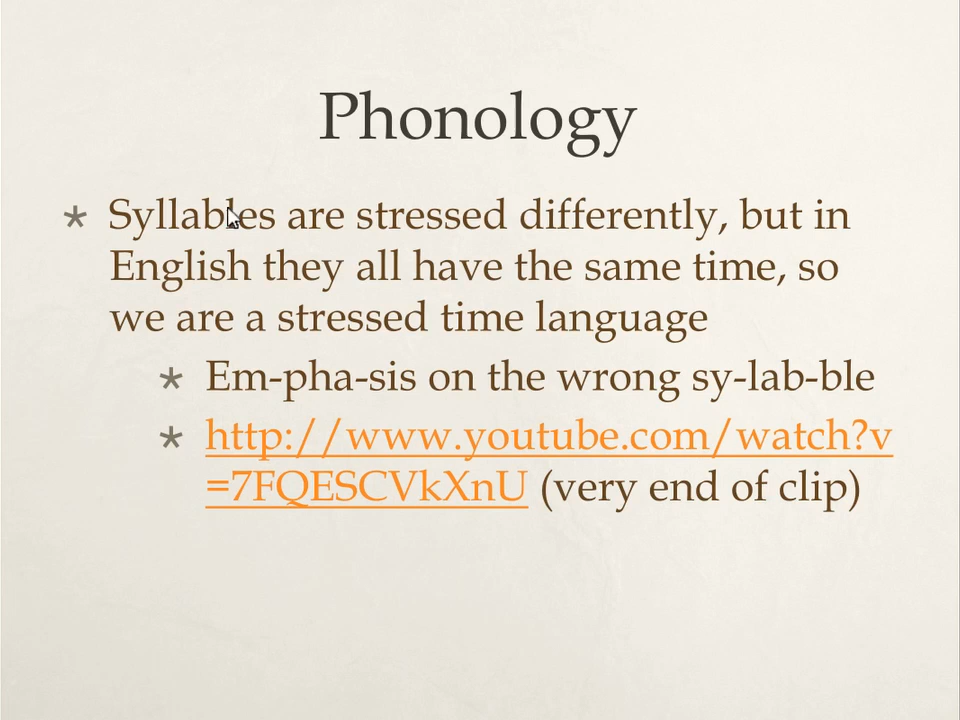 Phonology
* Syllables are stressed differently, but in
English they all have the same time, so
we are a stressed time language
* Em-pha-sis on the wrong sy-lab-ble
* http://www.youtube.com/watch?v
=7FQESCVkXnU (very end of clip)